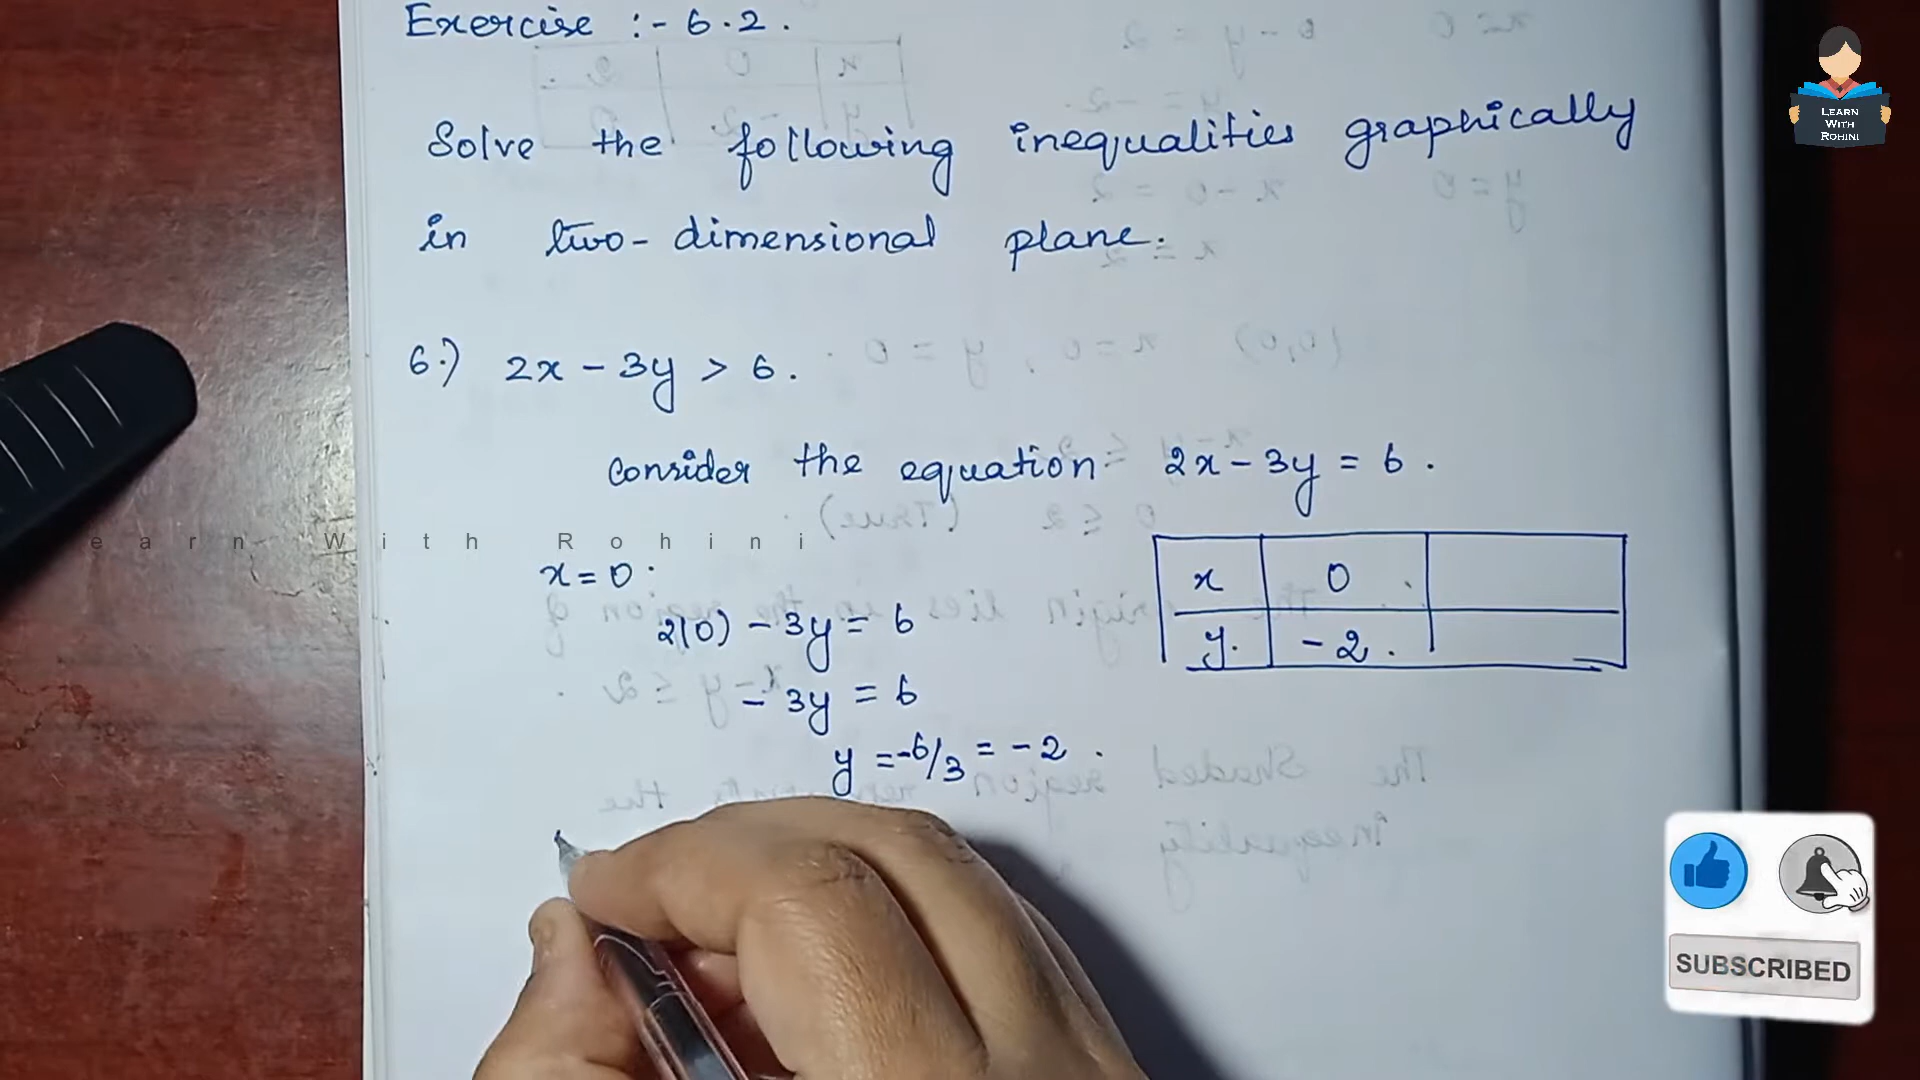 Exercise :- 6.2.
Solve the following inequalities graphically
in two-dimensional plane.
6.) 2x - 3y > 6.
Consider the equation 2x - 3y = 6.
x = 0.
2(0) - 3y = 6
- 3y = 6
y = -6/3 = -2.
x 0
y. -2.
earn With Rohini
LEARN
WITH
ROHINI
SUBSCRIBED